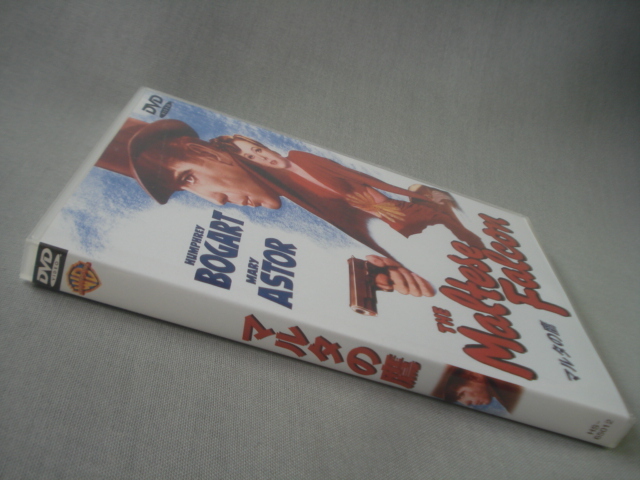 DVD
HUMPHREY
BOGART
MARY
ASTOR
THE
Maltese
Falcon
マルタの鷹
DVD
WB
マルタの鷹